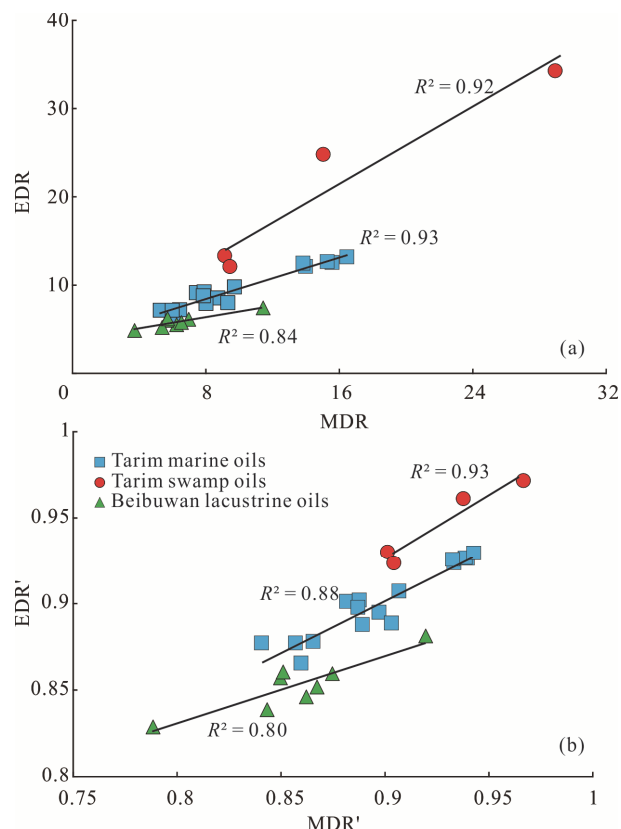 40
30
20
10
0
8
16
24
32
EDR
MDR
R² = 0.92
R² = 0.93
R² = 0.84
(a)
1
0.95
0.9
0.85
0.8
0.75
0.8
0.85
0.9
0.95
1
EDR'
MDR'
Tarim marine oils
Tarim swamp oils
Beibuwan lacustrine oils
R² = 0.93
R² = 0.88
R² = 0.80
(b)